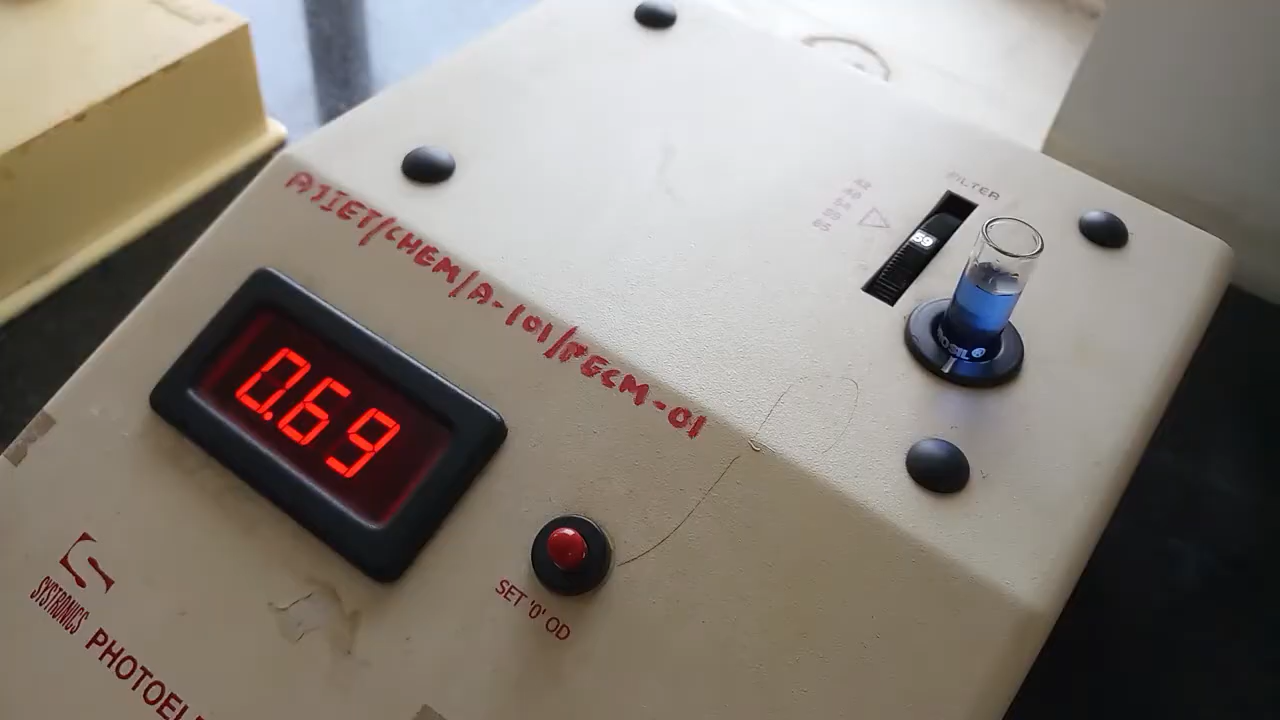 FILTER
59
AJIET/CHEM/A-101/PECM-01
0.69
SET '0' OD
SYSTRONICS
PHOTOEL